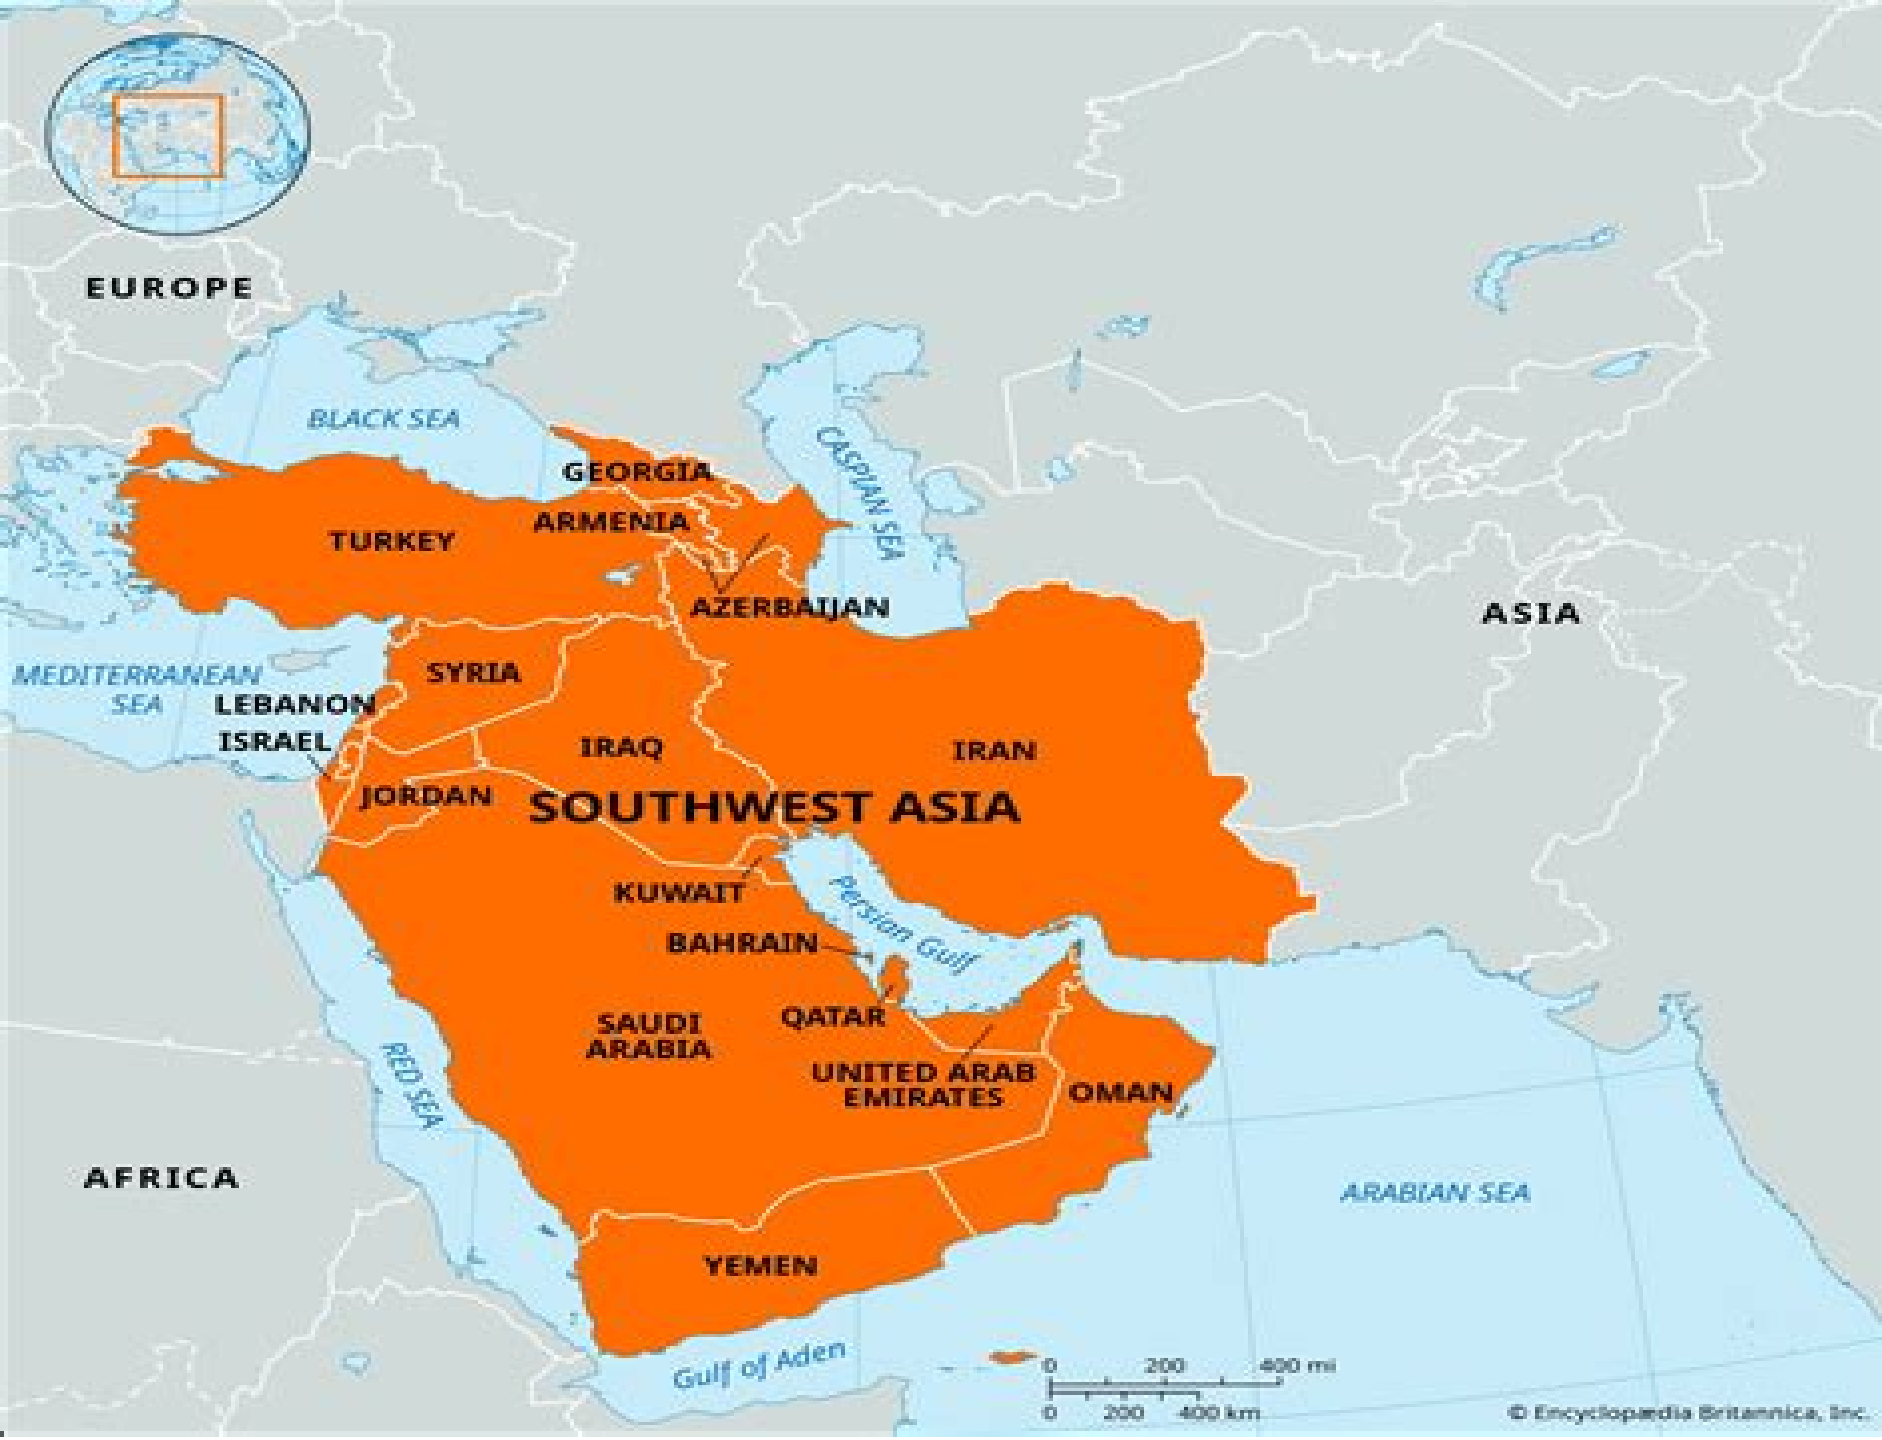 EUROPE
BLACK SEA
CASPIAN SEA
GEORGIA
ARMENIA
TURKEY
AZERBAIJAN
ASIA
MEDITERRANEAN
SEA
SYRIA
LEBANON
ISRAEL
IRAQ
IRAN
JORDAN
SOUTHWEST ASIA
KUWAIT
Persian Gulf
BAHRAIN
QATAR
SAUDI
ARABIA
RED SEA
UNITED ARAB
EMIRATES
OMAN
AFRICA
ARABIAN SEA
YEMEN
Gulf of Aden
0 200 400 mi
0 200 400 km
© Encyclopædia Britannica, Inc.